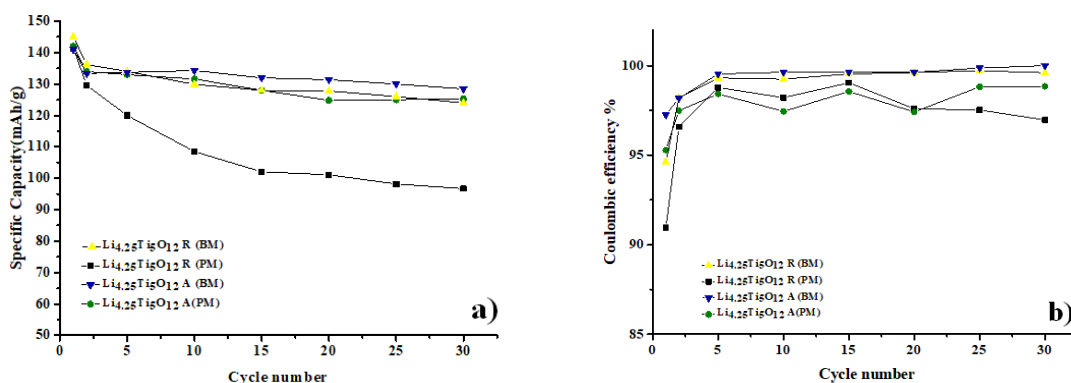 150
140
130
120
110
100
90
80
70
60
50
Specific Capacity(mAh/g)
Li4.25Ti5O12 R (BM)
Li4.25Ti5O12 R (PM)
Li4.25Ti5O12 A (BM)
Li4.25Ti5O12 A(PM)
a)
0 5 10 15 20 25 30
Cycle number
100
95
90
85
Coulombic efficiency %
Li4.25Ti5O12 R (BM)
Li4.25Ti5O12 R (PM)
Li4.25Ti5O12 A (BM)
Li4.25Ti5O12 A(PM)
b)
0 5 10 15 20 25 30
Cycle number